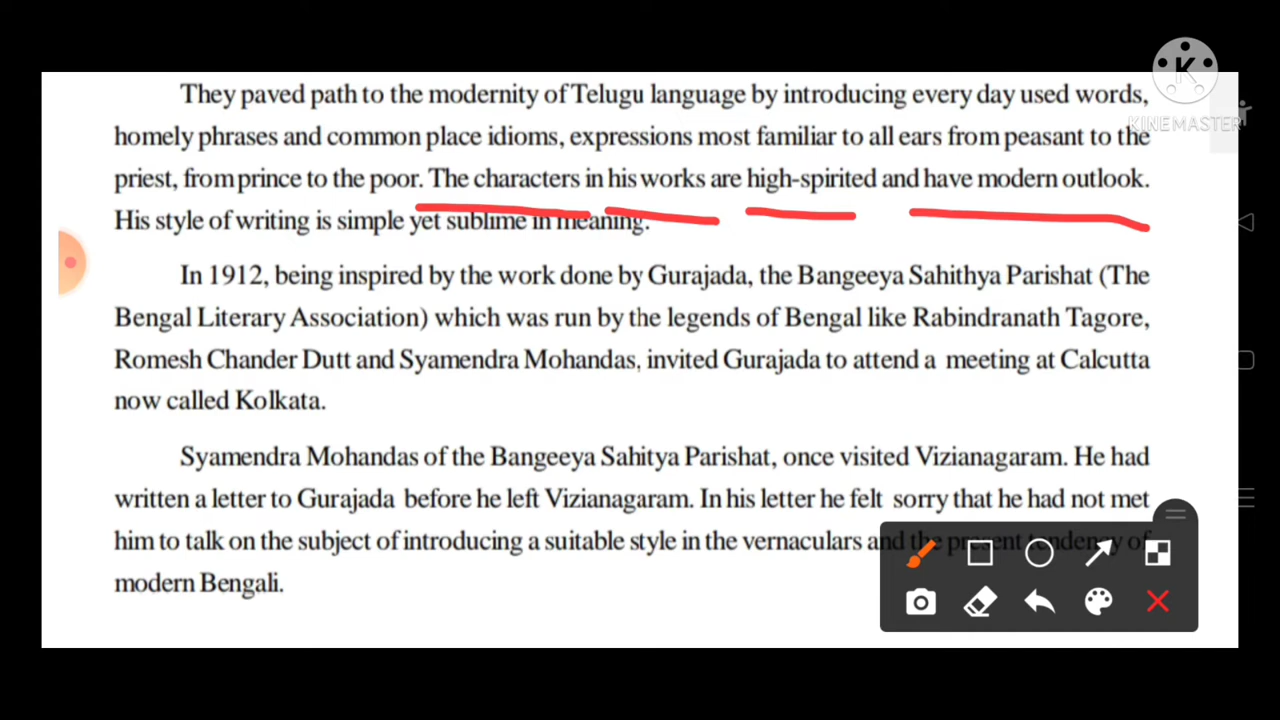 They paved path to the modernity of Telugu language by introducing every day used words,
homely phrases and common place idioms, expressions most familiar to all ears from peasant to the
priest, from prince to the poor. The characters in his works are high-spirited and have modern outlook.
His style of writing is simple yet sublime in meaning.
In 1912, being inspired by the work done by Gurajada, the Bangeeya Sahithya Parishat (The
Bengal Literary Association) which was run by the legends of Bengal like Rabindranath Tagore,
Romesh Chander Dutt and Syamendra Mohandas, invited Gurajada to attend a meeting at Calcutta
now called Kolkata.
Syamendra Mohandas of the Bangeeya Sahitya Parishat, once visited Vizianagaram. He had
written a letter to Gurajada before he left Vizianagaram. In his letter he felt sorry that he had not met
him to talk on the subject of introducing a suitable style in the vernaculars and the present tendency of
modern Bengali.
K
KINEMASTER